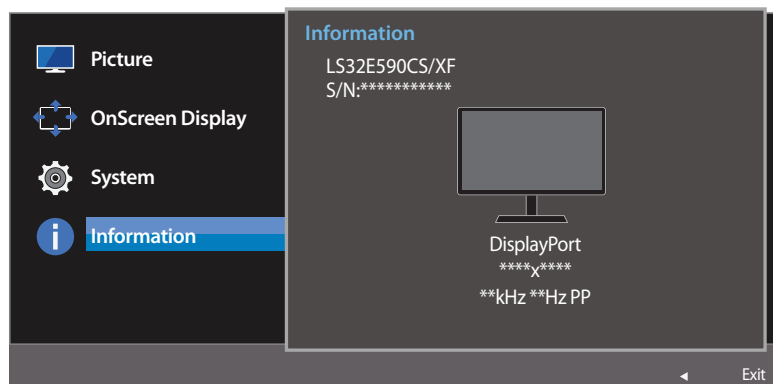 Picture
OnScreen Display
System
Information
Information
LS32E590CS/XF
S/N:***********
DisplayPort
****x****
**kHz **Hz PP
Exit